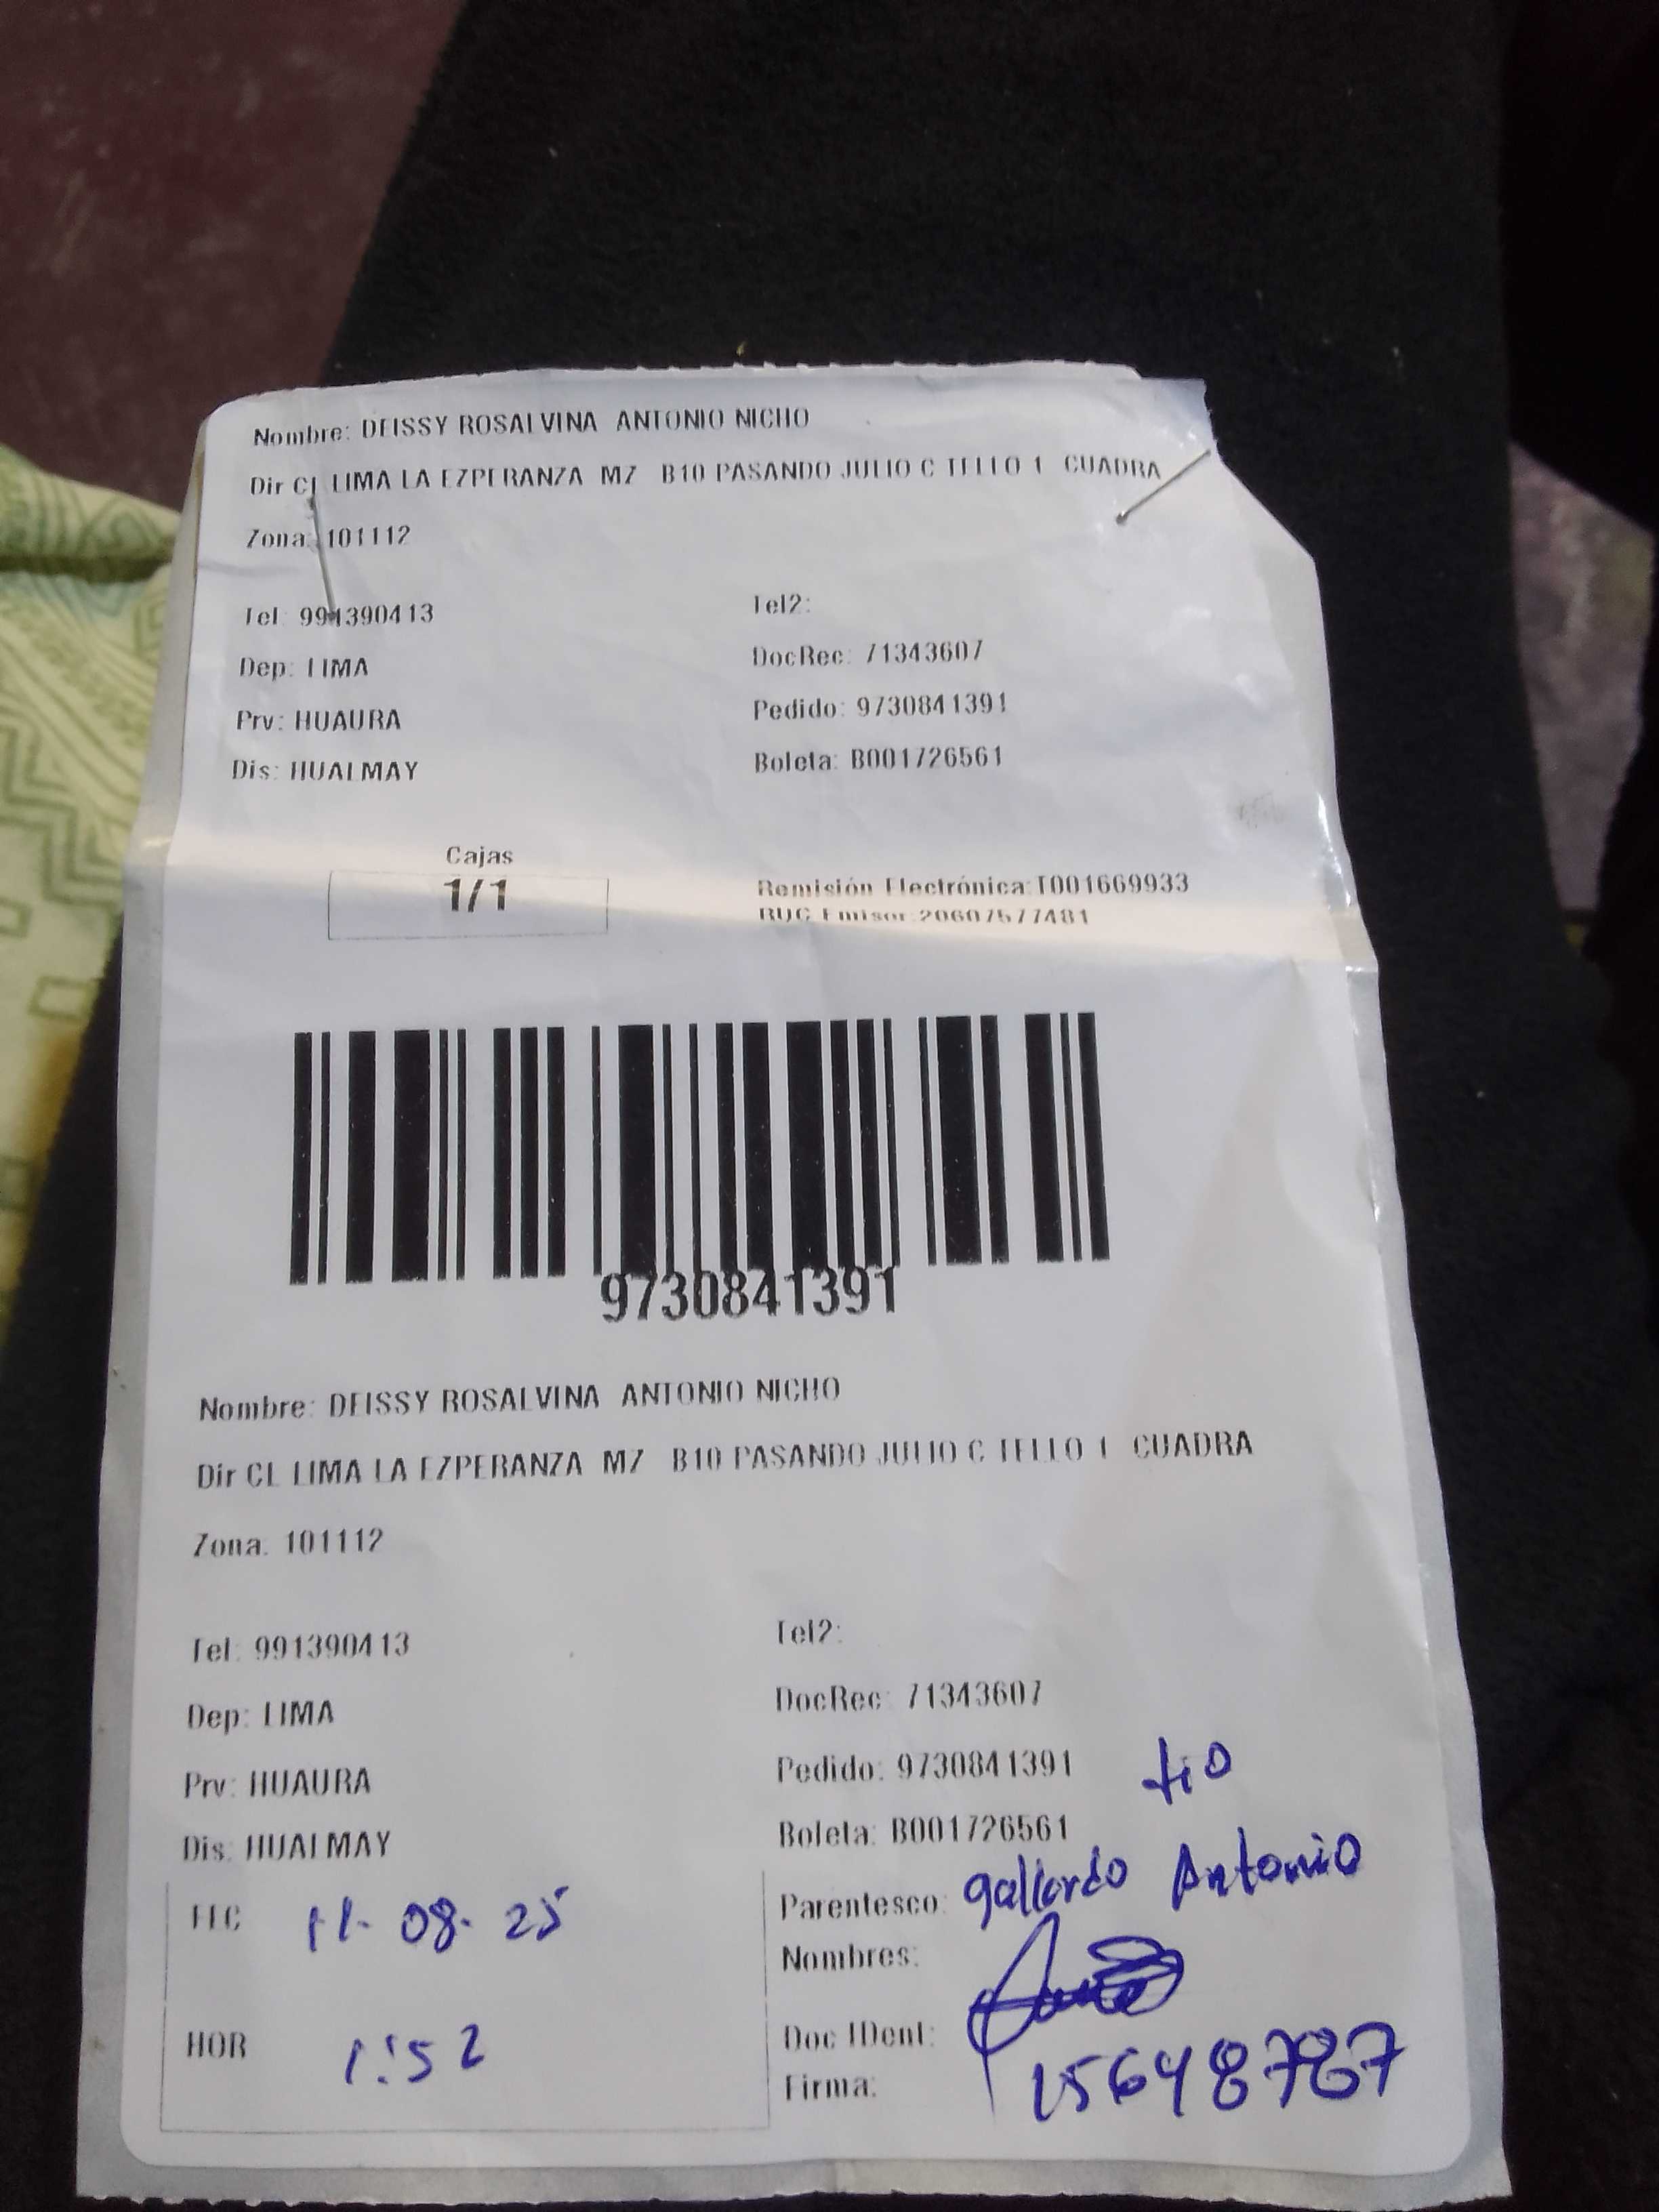 Nombre: DEISSY ROSALVINA ANTONIO NICHO
Dir CL LIMA LA EZPERANZA MZ B10 PASANDO JULIO C TELLO 1 CUADRA
Zona: 101112
Tel: 991390413 Tel2:
Dep: LIMA DocRec: 71343607
Prv: HUAURA Pedido: 9730841391
Dis: HUALMAY Boleta: B001726561
Cajas
1/1
Remisión Electrónica:T001669933
RUC Emisor:20607577481
9730841391
Nombre: DEISSY ROSALVINA ANTONIO NICHO
Dir CL LIMA LA EZPERANZA MZ B10 PASANDO JULIO C TELLO 1 CUADRA
Zona: 101112
Tel: 991390413 Tel2:
Dep: LIMA DocRec: 71343607
Prv: HUAURA Pedido: 9730841391 tio
Dis: HUALMAY Boleta: B001726561
FEC 11-08-25 Parentesco: gallardo Antonio
Nombres:
HOR 1:52 Doc IDent:
Firma: 15648787